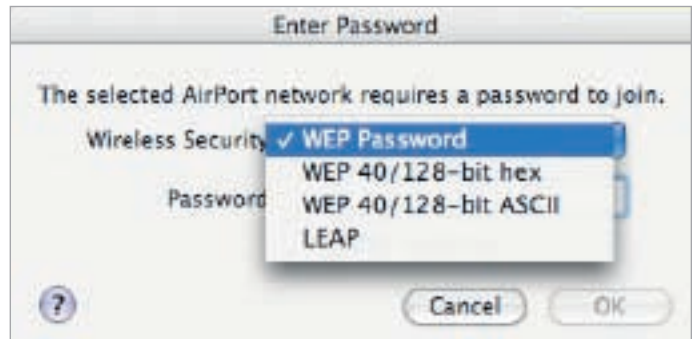 Enter Password
The selected AirPort network requires a password to join.
Wireless Security ✓ WEP Password
WEP 40/128-bit hex
Password WEP 40/128-bit ASCII
LEAP
? Cancel OK